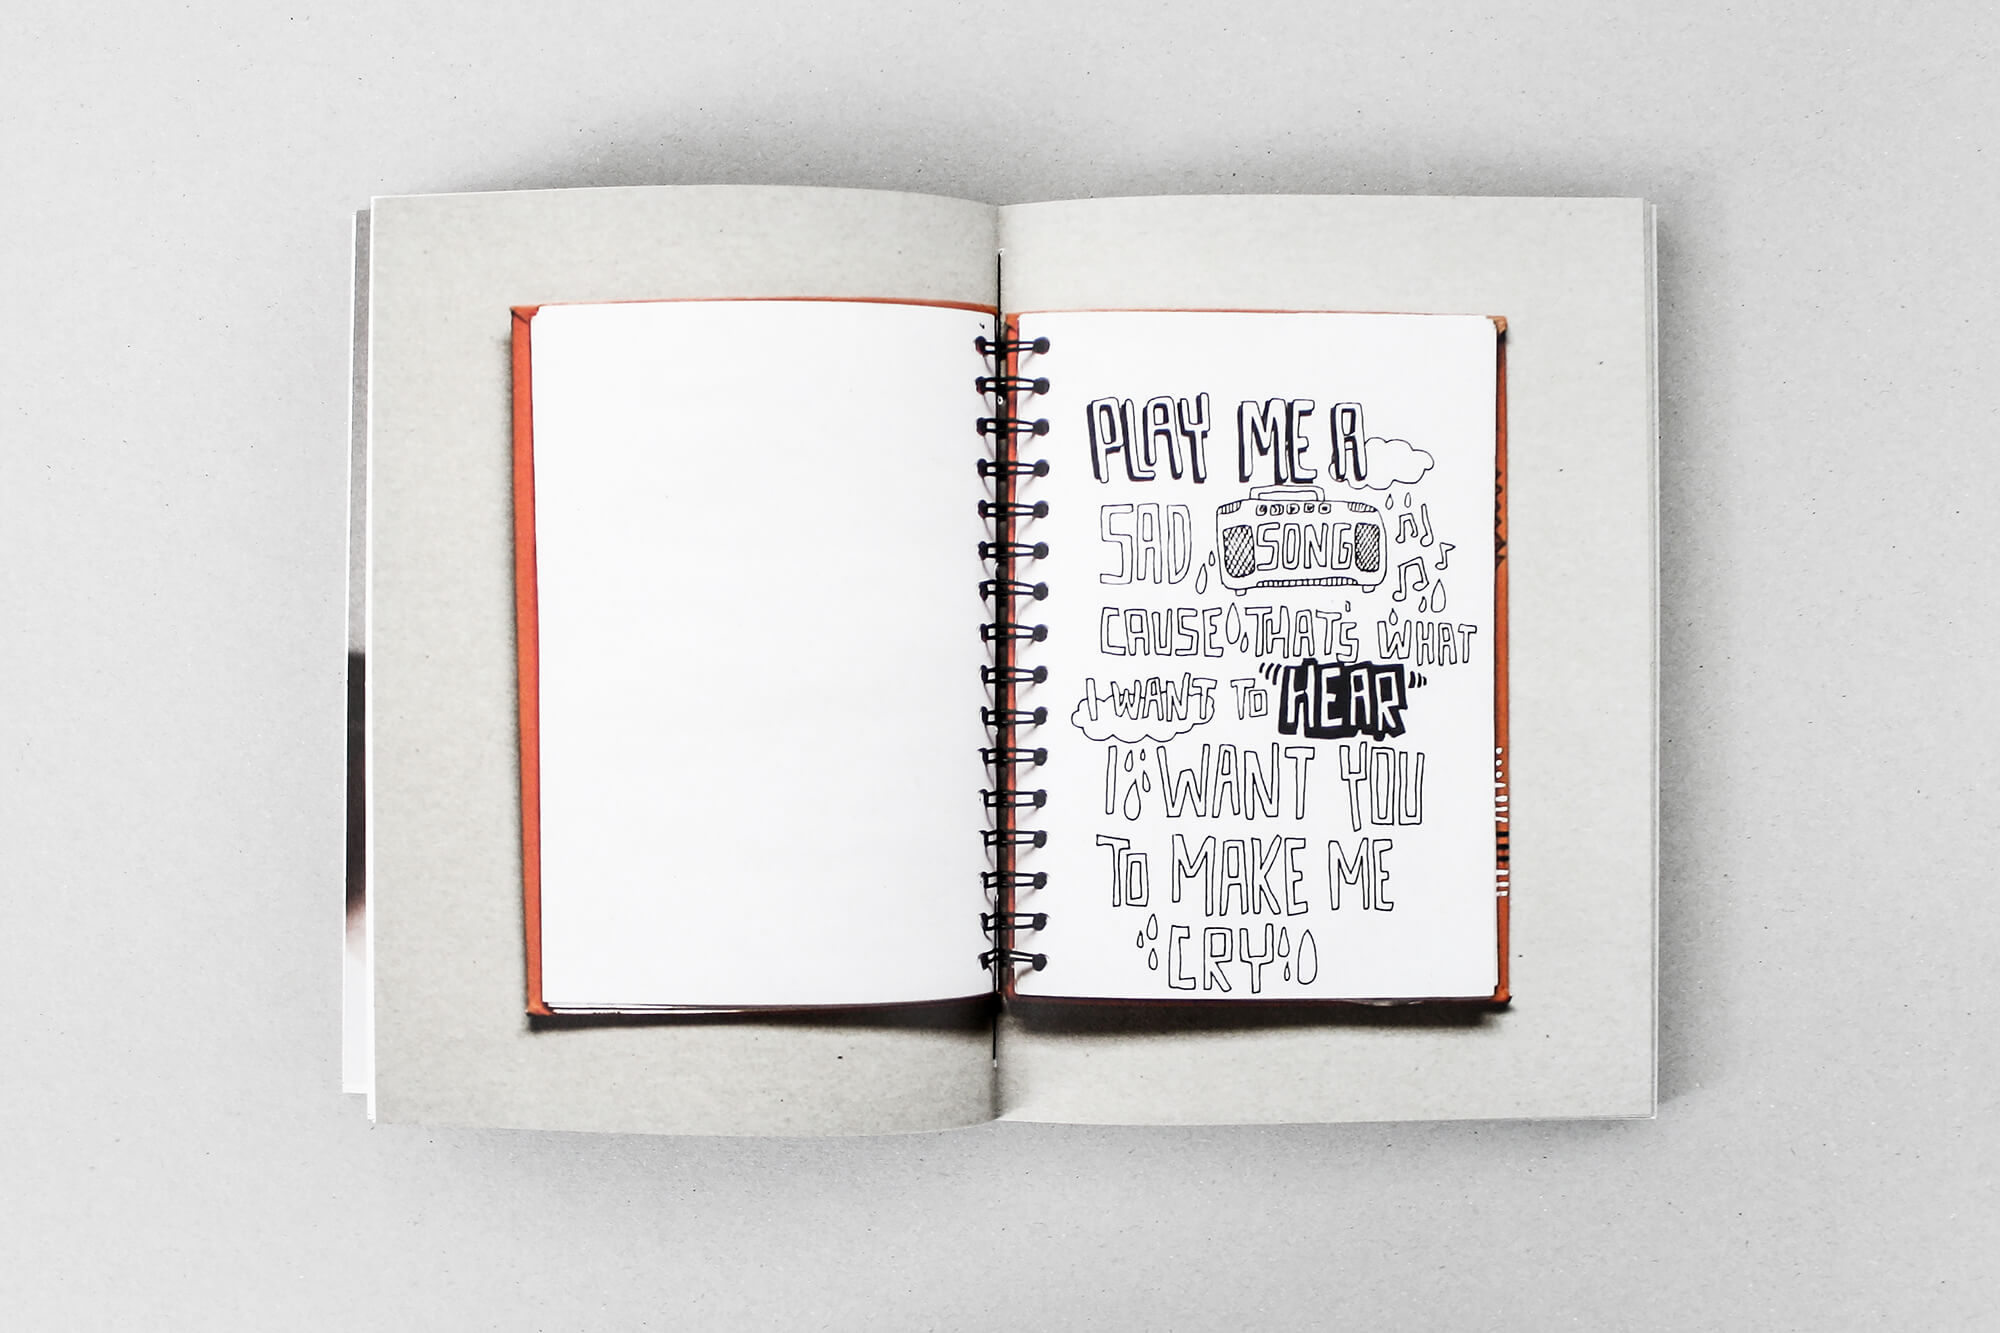 PLAY ME A
SAD SONG
CAUSE THAT'S WHAT
I WANT TO "HEAR"
I WANT YOU
TO MAKE ME
CRY